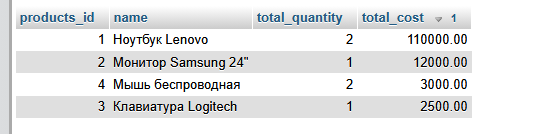 products_id name total_quantity total_cost 1
1 Ноутбук Lenovo 2 110000.00
2 Монитор Samsung 24" 1 12000.00
4 Мышь беспроводная 2 3000.00
3 Клавиатура Logitech 1 2500.00